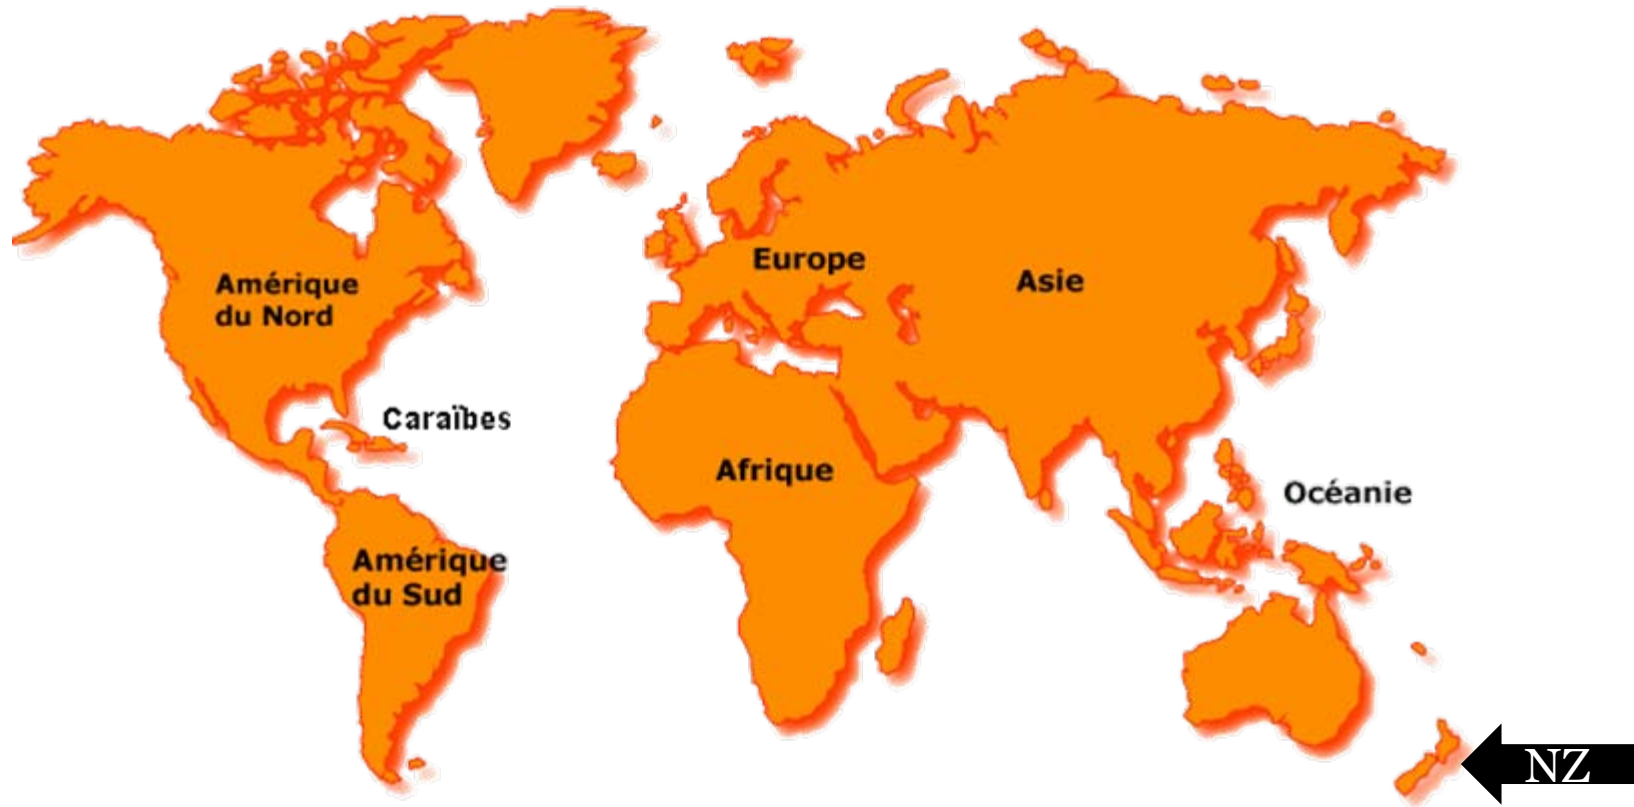 Europe
Asie
Amérique
du Nord
Caraïbes
Afrique
Océanie
Amérique
du Sud
NZ